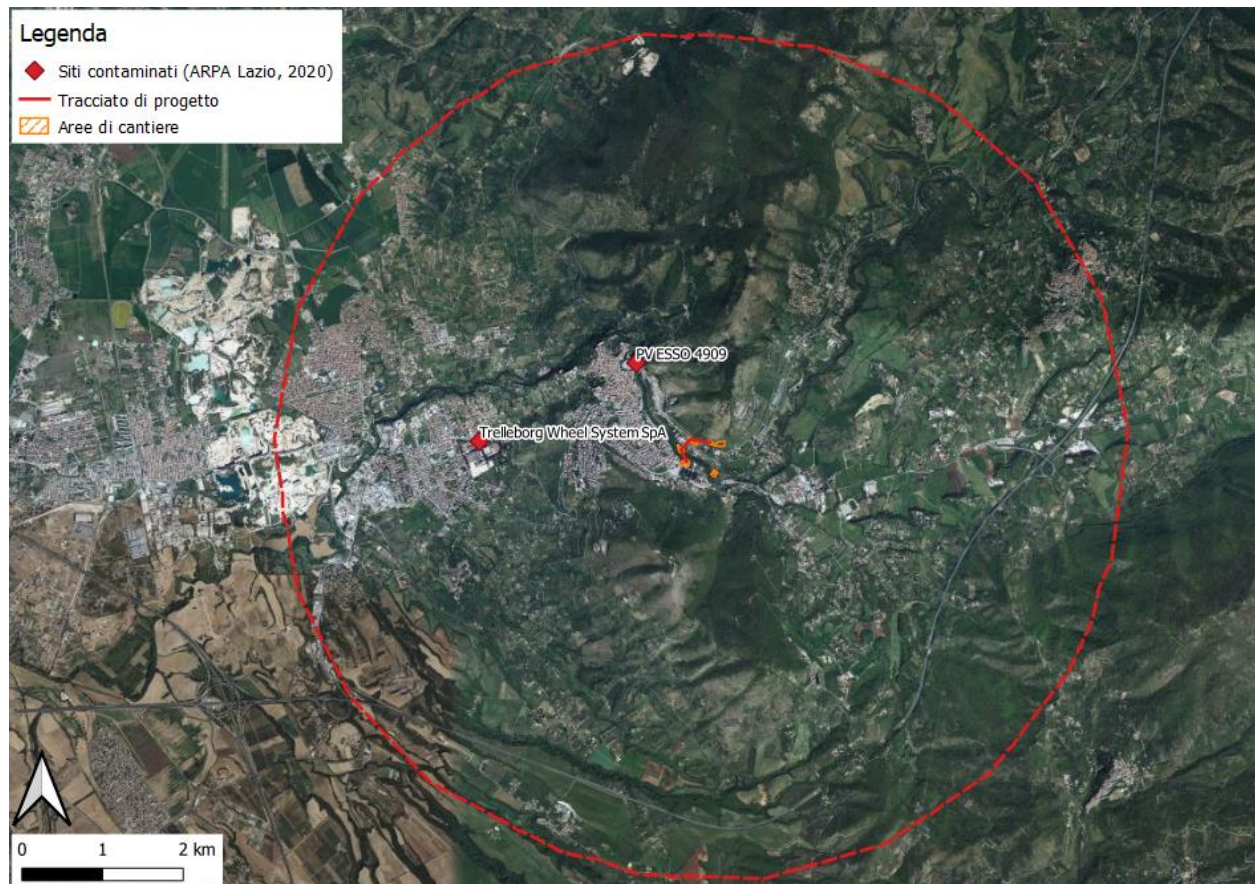 Legenda
Siti contaminati (ARPA Lazio, 2020)
Tracciato di progetto
Aree di cantiere
PV ESSO 4909
Trelleborg Wheel System SpA
0 1 2 km